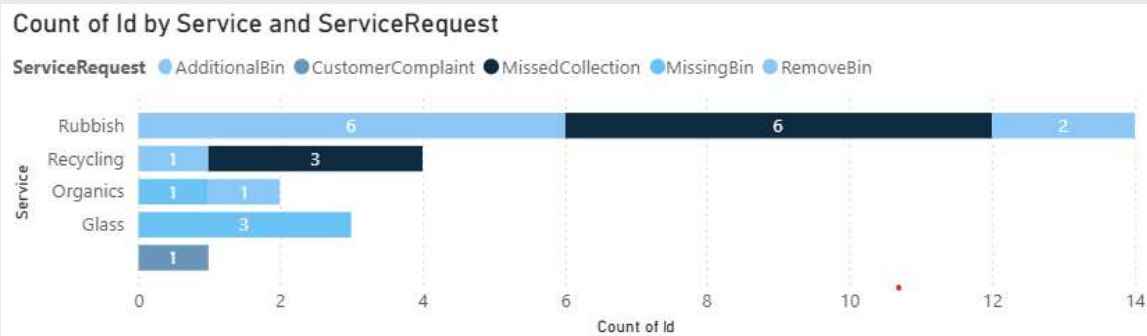 Count of Id by Service and ServiceRequest
ServiceRequest AdditionalBin CustomerComplaint MissedCollection MissingBin RemoveBin
Rubbish 6 6 2
Recycling 1 3
Organics 1 1
Glass 3
1
Service
0 2 4 6 8 10 12 14
Count of Id